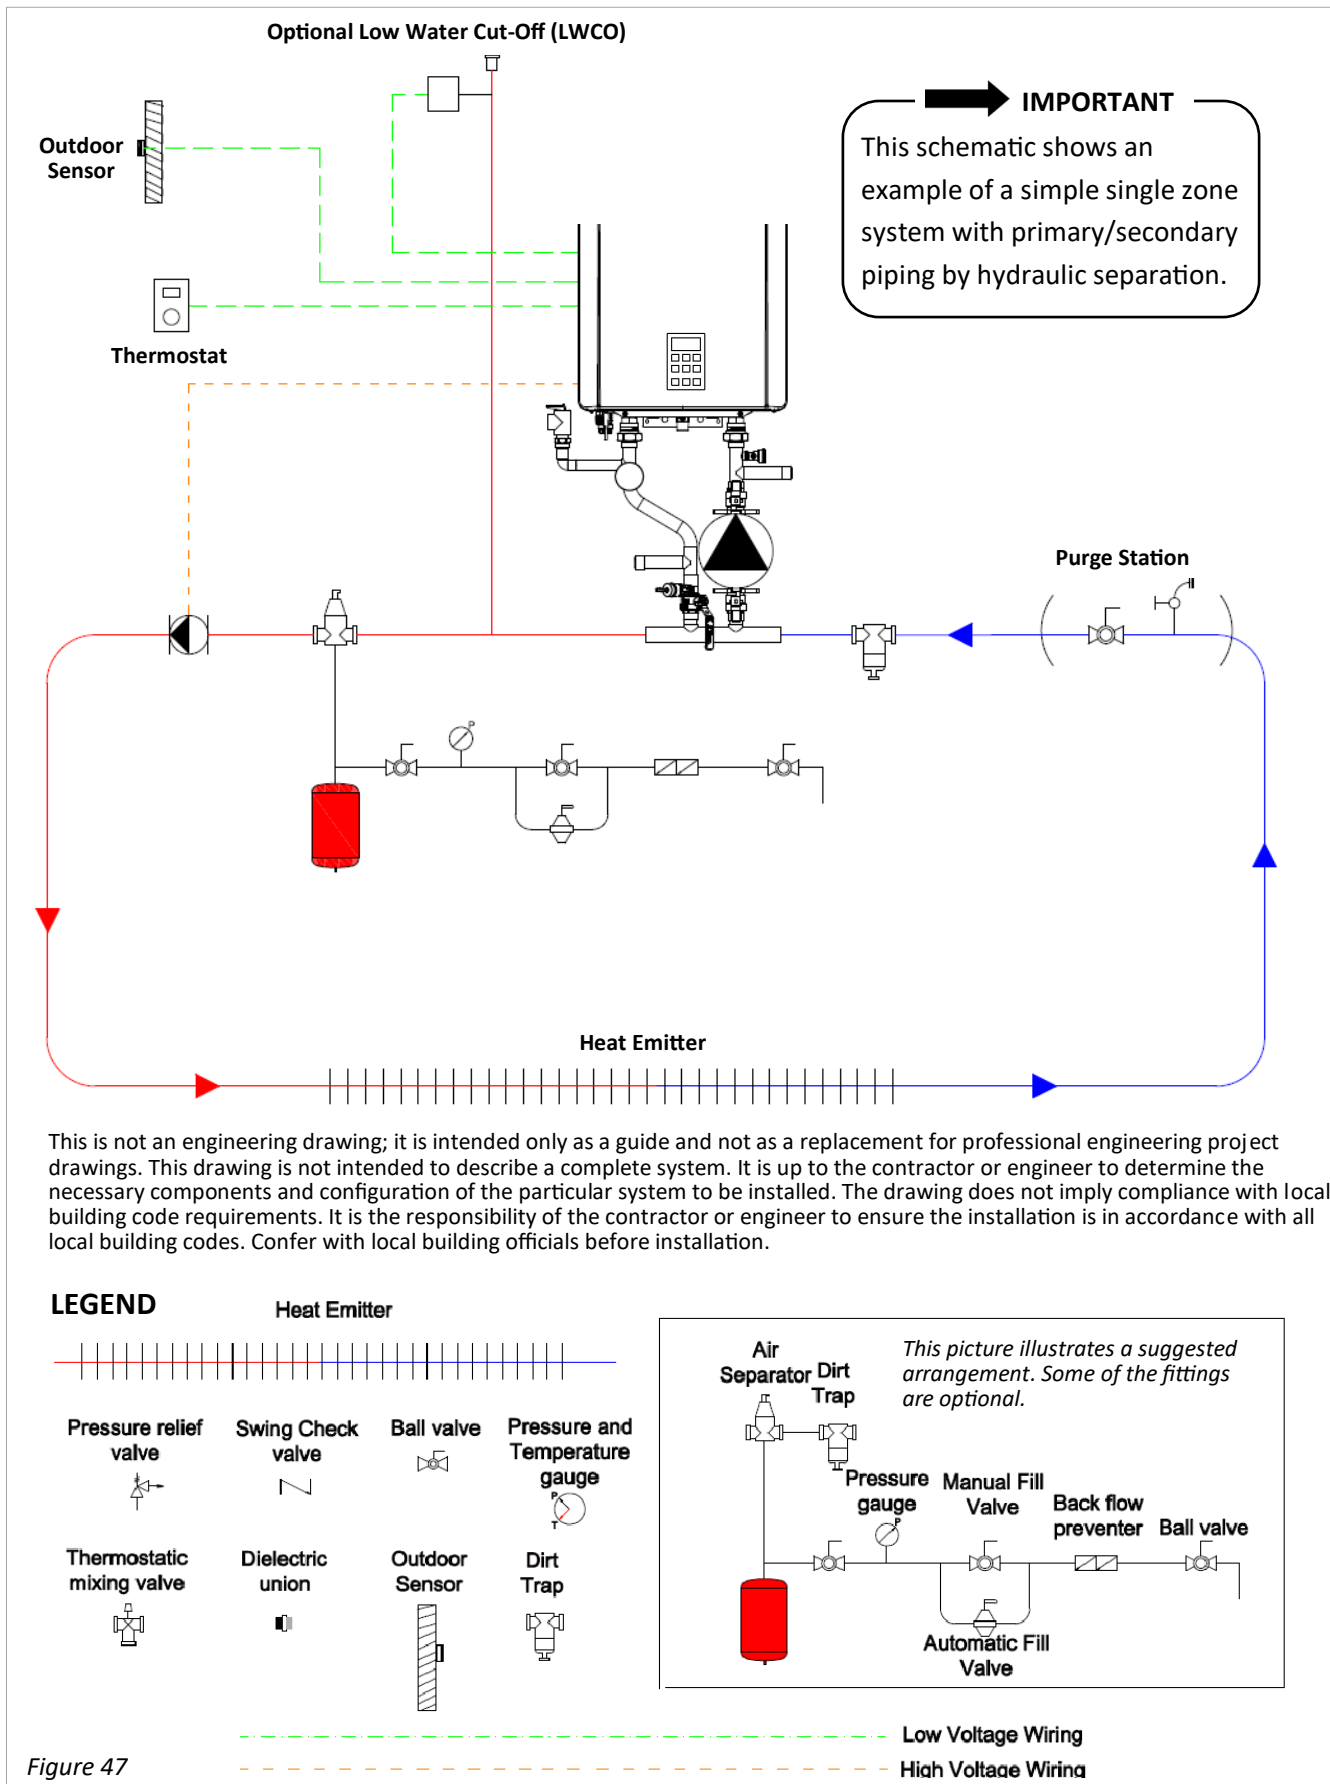 Optional Low Water Cut-Off (LWCO)
IMPORTANT
This schematic shows an
example of a simple single zone
system with primary/secondary
piping by hydraulic separation.
Outdoor
Sensor
Thermostat
Purge Station
P
Heat Emitter
This is not an engineering drawing; it is intended only as a guide and not as a replacement for professional engineering project
drawings. This drawing is not intended to describe a complete system. It is up to the contractor or engineer to determine the
necessary components and configuration of the particular system to be installed. The drawing does not imply compliance with local
building code requirements. It is the responsibility of the contractor or engineer to ensure the installation is in accordance with all
local building codes. Confer with local building officials before installation.
LEGEND
Heat Emitter
Pressure relief
valve
Swing Check
valve
Ball valve
Pressure and
Temperature
gauge
P
T
Thermostatic
mixing valve
Dielectric
union
Outdoor
Sensor
Dirt
Trap
Air
Separator
Dirt
Trap
This picture illustrates a suggested
arrangement. Some of the fittings
are optional.
Pressure
gauge
P
Manual Fill
Valve
Back flow
preventer
Ball valve
Automatic Fill
Valve
Low Voltage Wiring
High Voltage Wiring
Figure 47